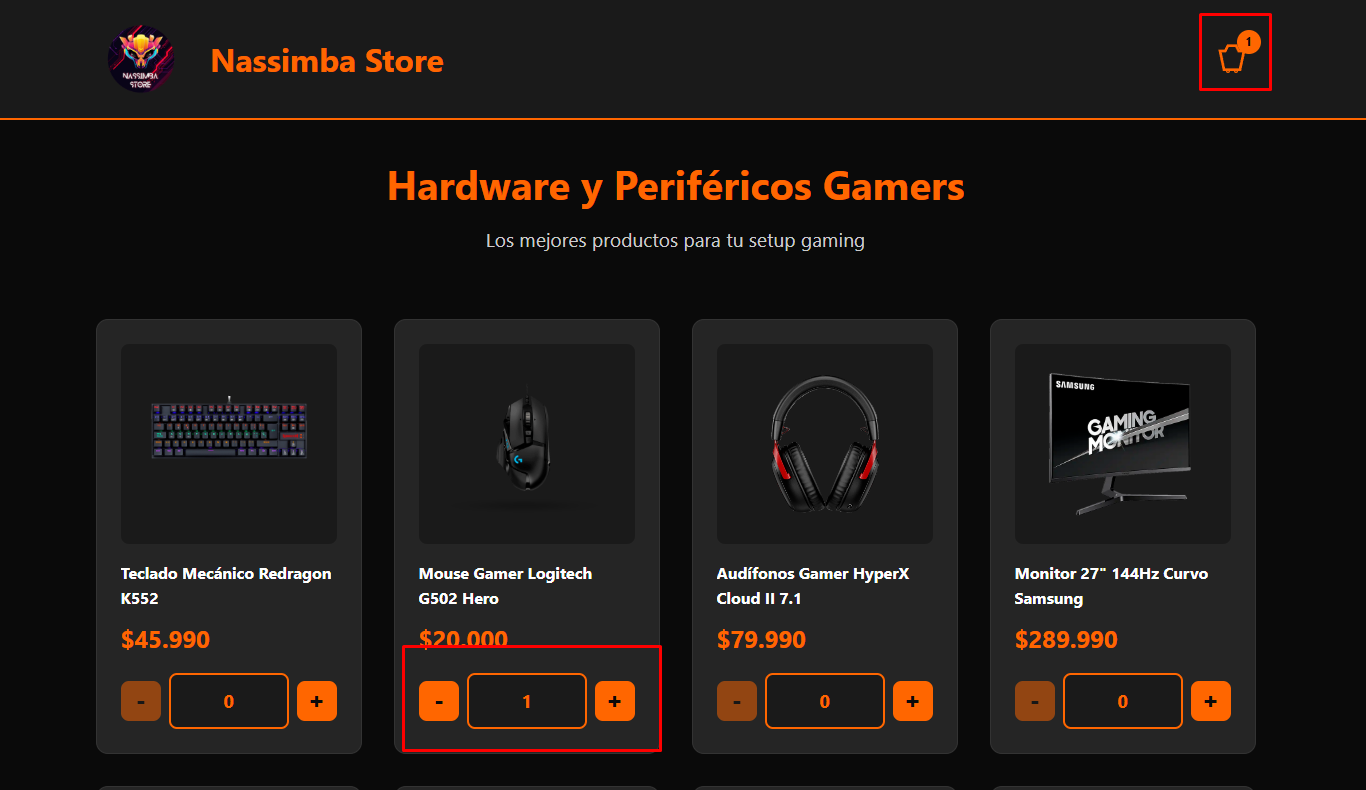 NASSIMBA
STORE
Nassimba Store
1
Hardware y Periféricos Gamers
Los mejores productos para tu setup gaming
SAMSUNG
GAMING
MONITOR
Teclado Mecánico Redragon
K552
$45.990
- 0 +
Mouse Gamer Logitech
G502 Hero
$20.000
- 1 +
Audífonos Gamer HyperX
Cloud II 7.1
$79.990
- 0 +
Monitor 27" 144Hz Curvo
Samsung
$289.990
- 0 +